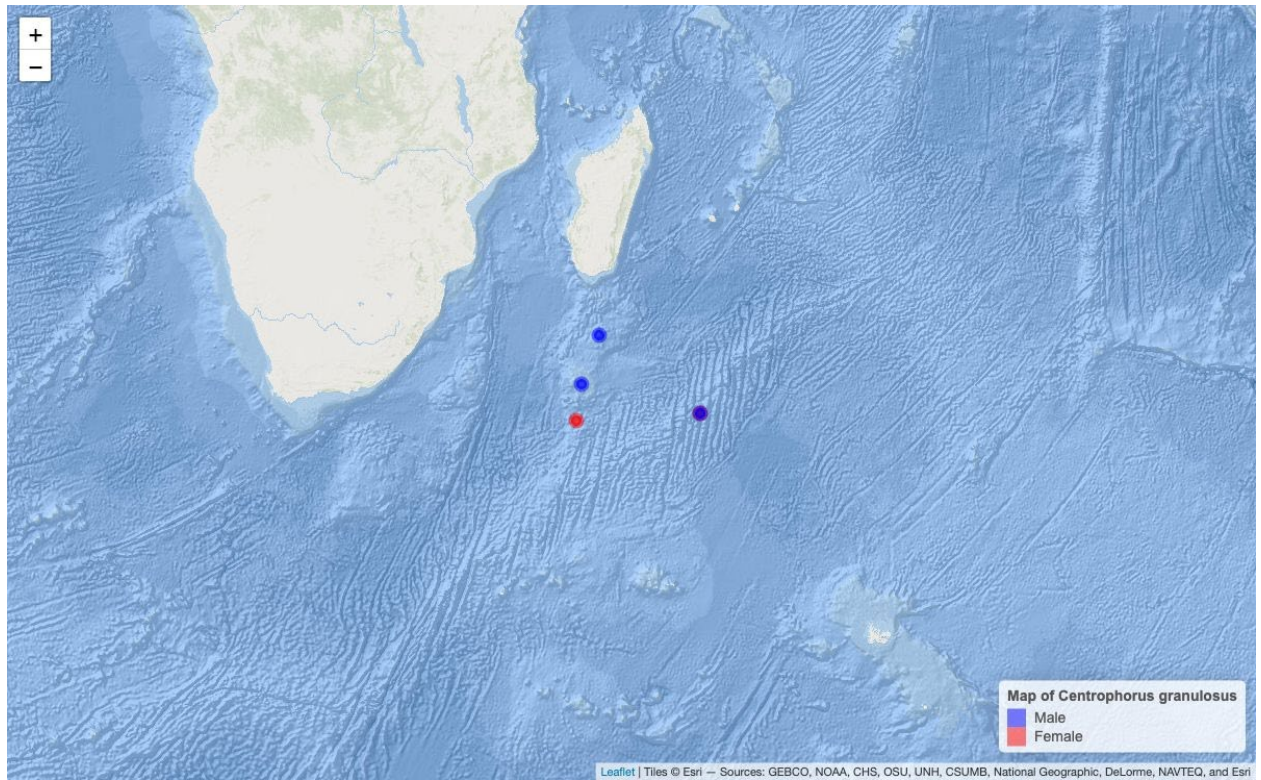 +
−
Map of Centrophorus granulosus
Male
Female
Leaflet | Tiles © Esri — Sources: GEBCO, NOAA, CHS, OSU, UNH, CSUMB, National Geographic, DeLorme, NAVTEQ, and Esri